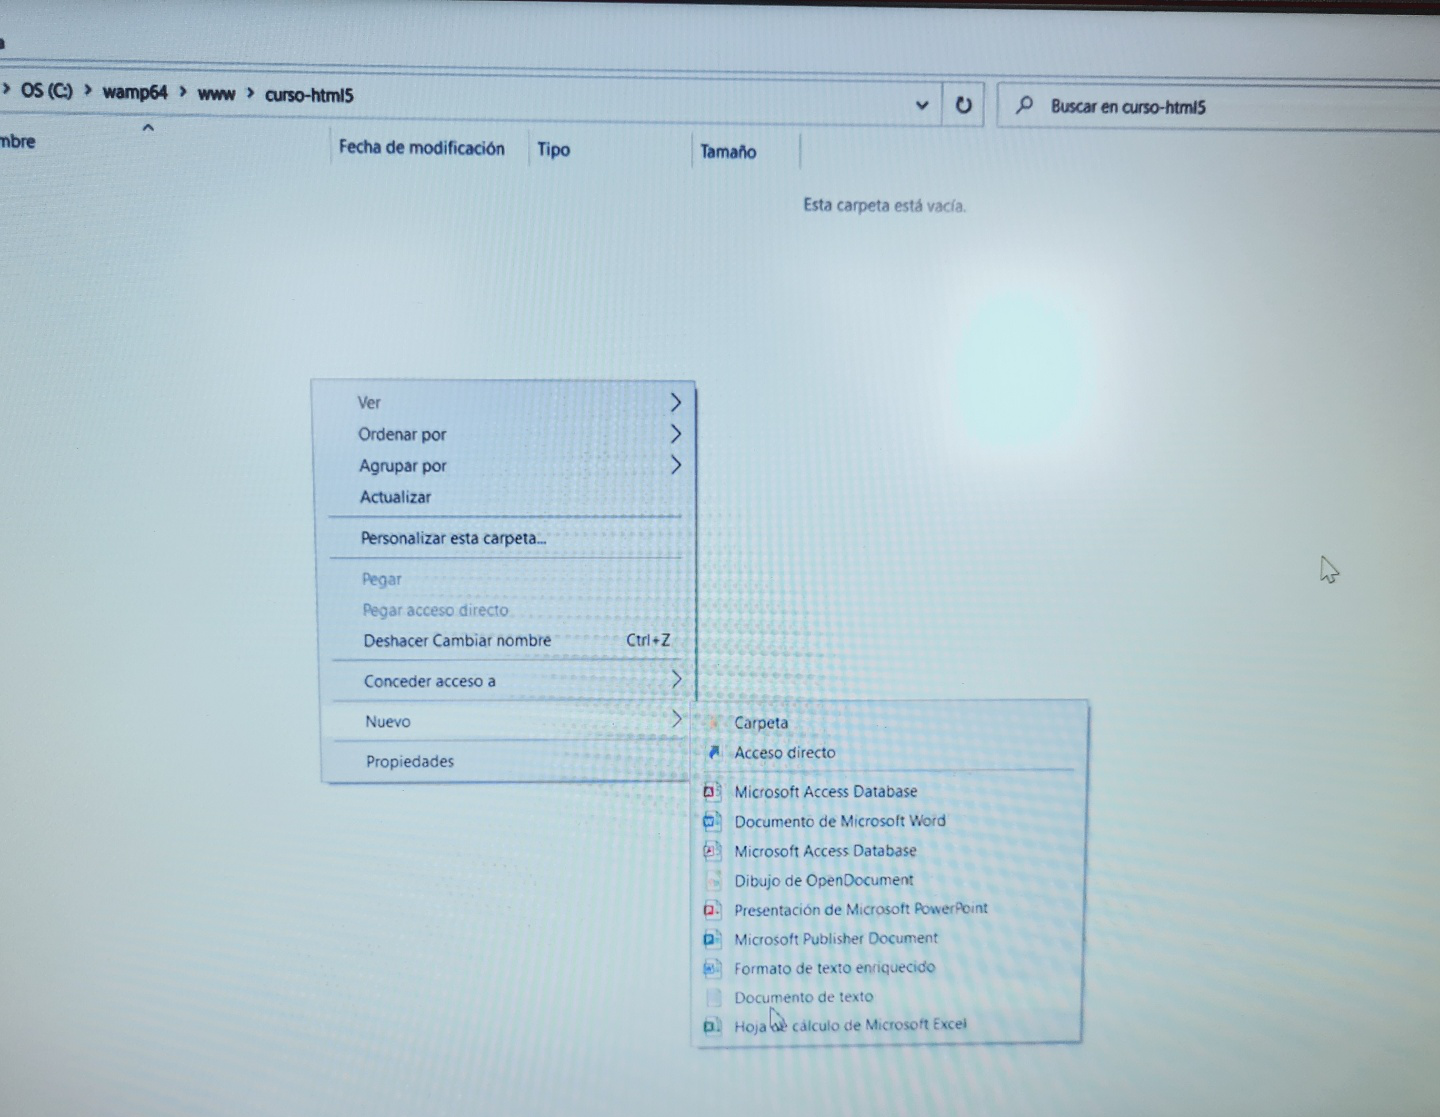 OS (C:) > wamp64 > www > curso-html5
Buscar en curso-html5
mbre
Fecha de modificación
Tipo
Tamaño
Esta carpeta está vacía.
Ver
Ordenar por
Agrupar por
Actualizar
Personalizar esta carpeta...
Pegar
Pegar acceso directo
Deshacer Cambiar nombre Ctrl+Z
Conceder acceso a
Nuevo
Propiedades
Carpeta
Acceso directo
Microsoft Access Database
Documento de Microsoft Word
Microsoft Access Database
Dibujo de OpenDocument
Presentación de Microsoft PowerPoint
Microsoft Publisher Document
Formato de texto enriquecido
Documento de texto
Hoja de cálculo de Microsoft Excel